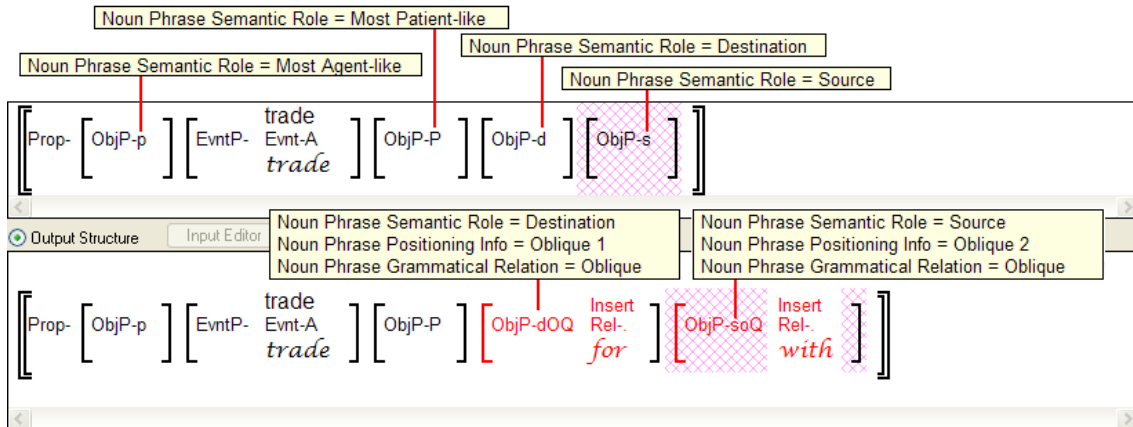 Noun Phrase Semantic Role = Most Patient-like
Noun Phrase Semantic Role = Destination
Noun Phrase Semantic Role = Most Agent-like
Noun Phrase Semantic Role = Source
trade
Prop- ObjP-p EvntP- Evnt-A ObjP-P ObjP-d ObjP-s
trade
Output Structure Input Editor
Noun Phrase Semantic Role = Destination
Noun Phrase Positioning Info = Oblique 1
Noun Phrase Grammatical Relation = Oblique
Noun Phrase Semantic Role = Source
Noun Phrase Positioning Info = Oblique 2
Noun Phrase Grammatical Relation = Oblique
trade Insert Insert
Prop- ObjP-p EvntP- Evnt-A ObjP-P ObjP-dOQ Rel-. ObjP-soQ Rel-.
trade for with